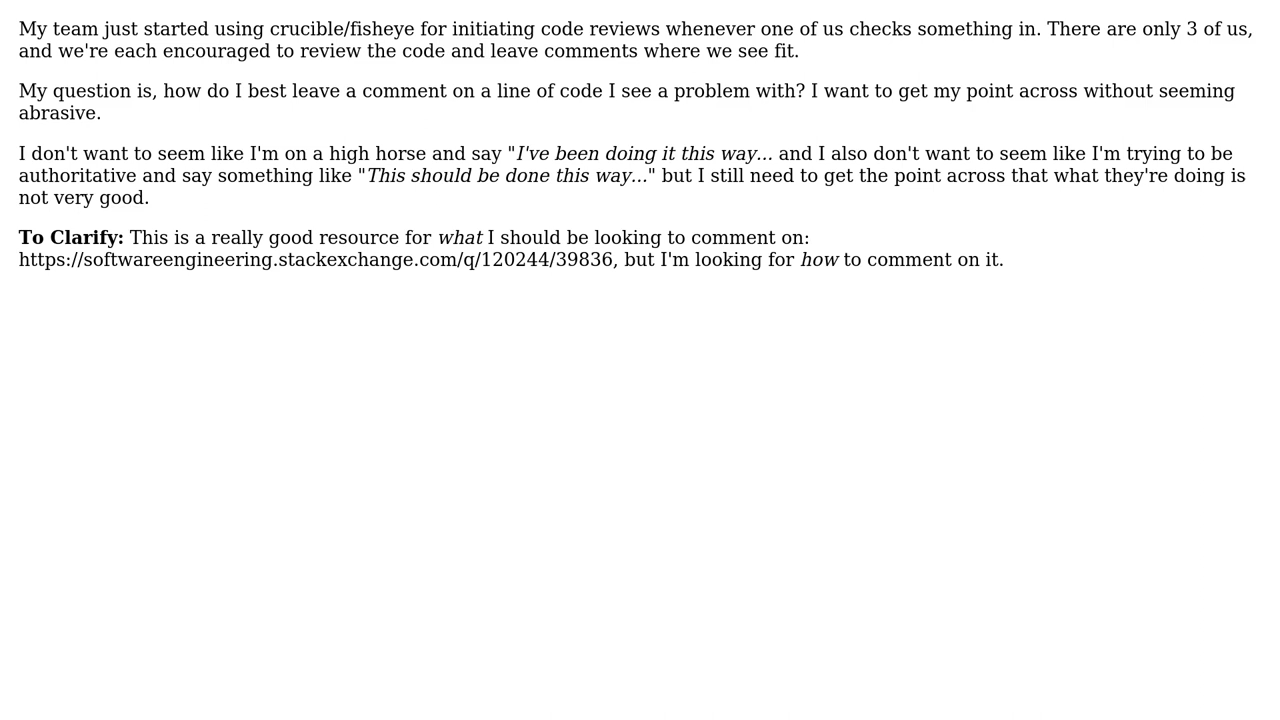 My team just started using crucible/fisheye for initiating code reviews whenever one of us checks something in. There are only 3 of us,
and we're each encouraged to review the code and leave comments where we see fit.
My question is, how do I best leave a comment on a line of code I see a problem with? I want to get my point across without seeming
abrasive.
I don't want to seem like I'm on a high horse and say "I've been doing it this way... and I also don't want to seem like I'm trying to be
authoritative and say something like "This should be done this way..." but I still need to get the point across that what they're doing is
not very good.
To Clarify: This is a really good resource for what I should be looking to comment on:
https://softwareengineering.stackexchange.com/q/120244/39836, but I'm looking for how to comment on it.